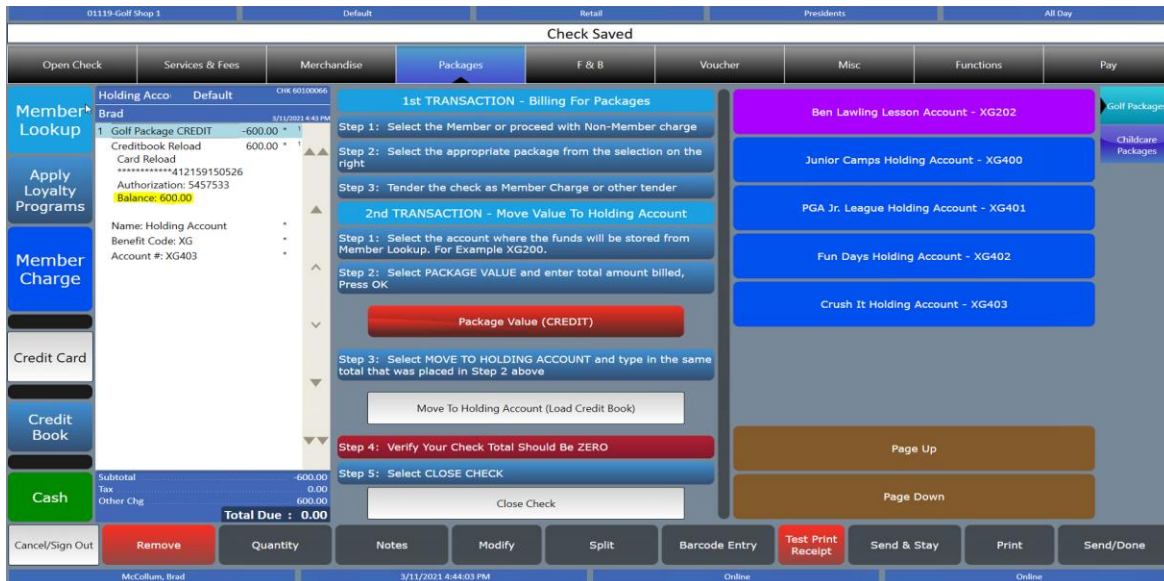 01119-Golf Shop 1 Default Retail Presidents All Day
Check Saved
Open Check Services & Fees Merchandise Packages F & B Voucher Misc Functions Pay
Member
Lookup
Apply
Loyalty
Programs
Member
Charge
Credit Card
Credit
Book
Cash
Holding Acco Default CHK 60100066
Brad 3/11/2021 4:43 PM
1 Golf Package CREDIT -600.00 * 1
Creditbook Reload 600.00 * 1
Card Reload
************412159150526
Authorization: 5457533
Balance: 600.00
Name: Holding Account *
Benefit Code: XG *
Account #: XG403 *
Subtotal -600.00
Tax 0.00
Other Chg 600.00
Total Due : 0.00
1st TRANSACTION - Billing For Packages
Step 1: Select the Member or proceed with Non-Member charge
Step 2: Select the appropriate package from the selection on the
right
Step 3: Tender the check as Member Charge or other tender
2nd TRANSACTION - Move Value To Holding Account
Step 1: Select the account where the funds will be stored from
Member Lookup. For Example XG200.
Step 2: Select PACKAGE VALUE and enter total amount billed,
Press OK
Package Value (CREDIT)
Step 3: Select MOVE TO HOLDING ACCOUNT and type in the same
total that was placed in Step 2 above
Move To Holding Account (Load Credit Book)
Step 4: Verify Your Check Total Should Be ZERO
Step 5: Select CLOSE CHECK
Close Check
Ben Lawling Lesson Account - XG202
Junior Camps Holding Account - XG400
PGA Jr. League Holding Account - XG401
Fun Days Holding Account - XG402
Crush It Holding Account - XG403
Page Up
Page Down
Golf Packages
Childcare
Packages
Cancel/Sign Out Remove Quantity Notes Modify Split Barcode Entry Test Print Receipt Send & Stay Print Send/Done
McCollum, Brad 3/11/2021 4:44:03 PM Online Online